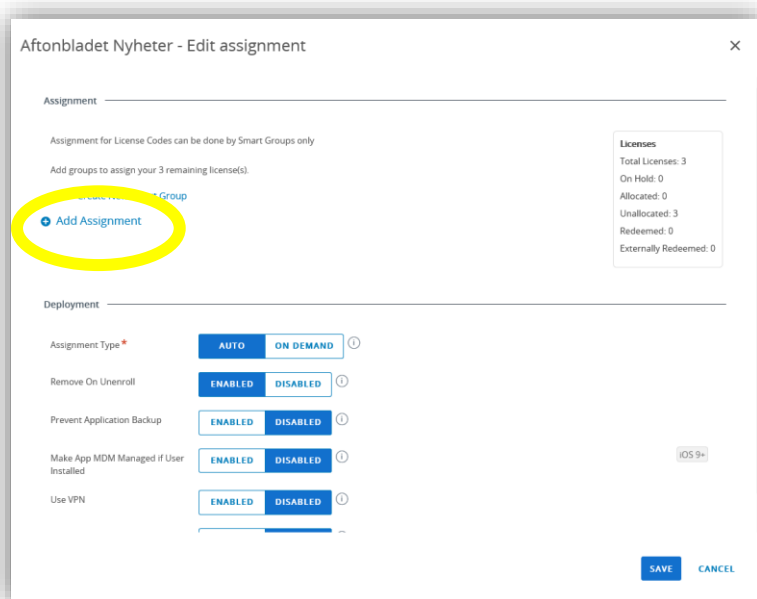 Aftonbladet Nyheter - Edit assignment
Assignment
Assignment for License Codes can be done by Smart Groups only
Add groups to assign your 3 remaining license(s).
Group
Add Assignment
Licenses
Total Licenses: 3
On Hold: 0
Allocated: 0
Unallocated: 3
Redeemed: 0
Externally Redeemed: 0
Deployment
Assignment Type*
AUTO ON DEMAND
Remove On Unenroll
ENABLED DISABLED
Prevent Application Backup
ENABLED DISABLED
Make App MDM Managed if User
Installed
ENABLED DISABLED
iOS 9+
Use VPN
ENABLED DISABLED
SAVE CANCEL